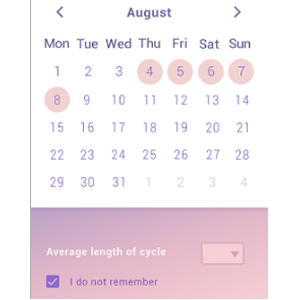 August
Mon Tue Wed Thu Fri Sat Sun
1 2 3 4 5 6 7
8 9 10 11 12 13 14
15 16 17 18 19 20 21
22 23 24 25 26 27 28
29 30 31 1 2 3 4
Average length of cycle
I do not remember